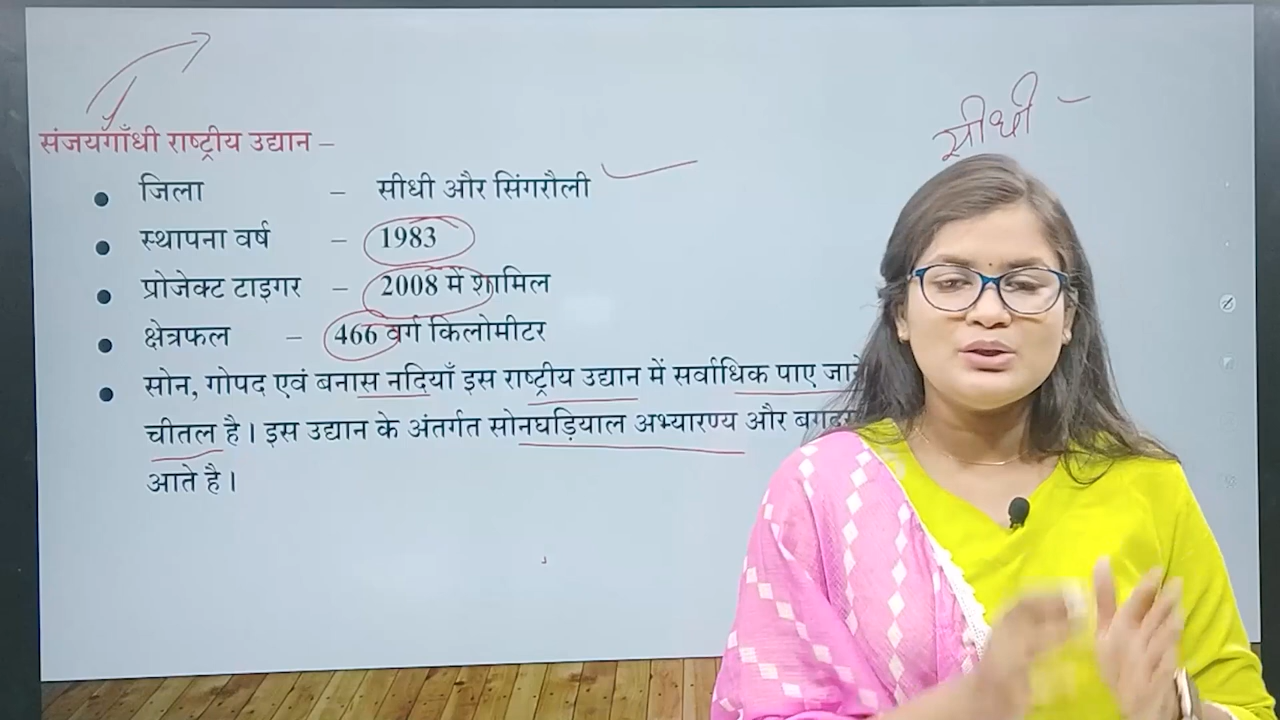 संजयगाँधी राष्ट्रीय उद्यान –
सीधी –
• जिला – सीधी और सिंगरौली
• स्थापना वर्ष – 1983
• प्रोजेक्ट टाइगर – 2008 में शामिल
• क्षेत्रफल – 466 वर्ग किलोमीटर
• सोन, गोपद एवं बनास नदियाँ इस राष्ट्रीय उद्यान में सर्वाधिक पाए
चीतल है। इस उद्यान के अंतर्गत सोनघड़ियाल अभ्यारण्य और
आते है।